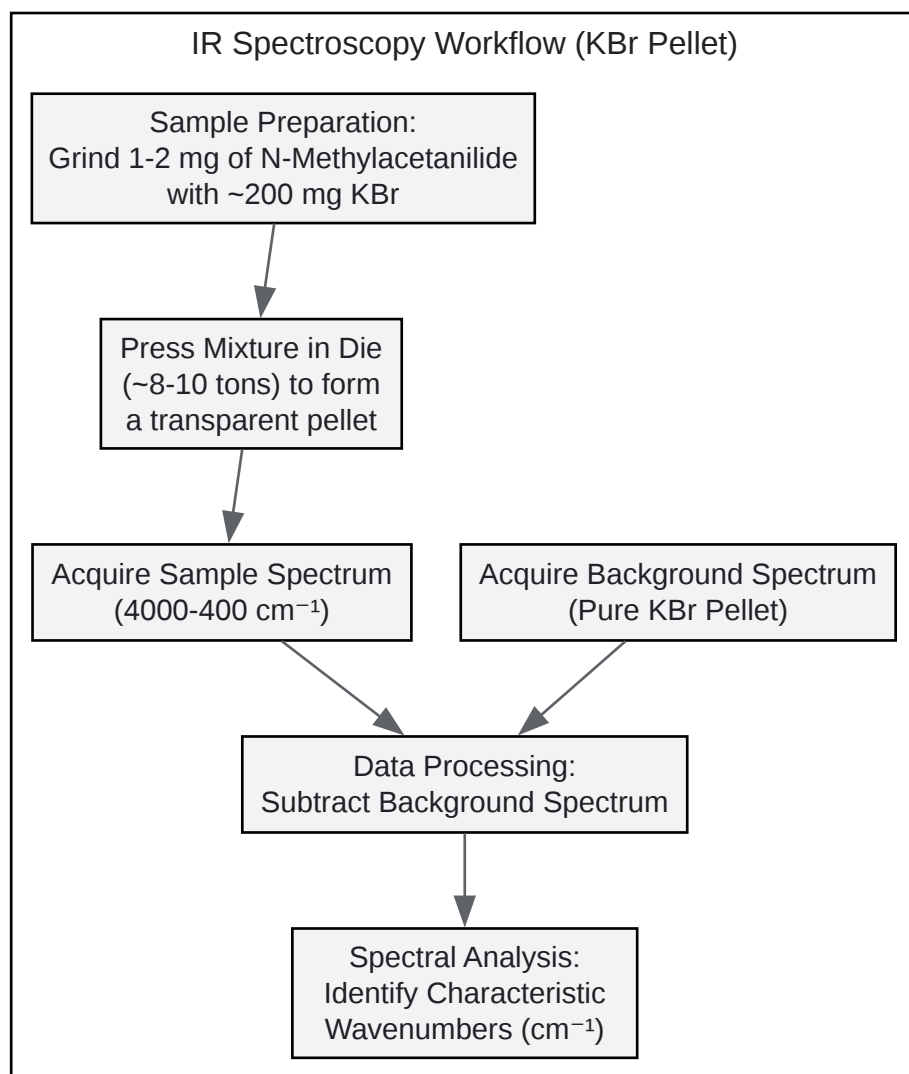 IR Spectroscopy Workflow (KBr Pellet)
Sample Preparation:
Grind 1-2 mg of N-Methylacetanilide
with ~200 mg KBr
Press Mixture in Die
(~8-10 tons) to form
a transparent pellet
Acquire Sample Spectrum
(4000-400 cm⁻¹)
Acquire Background Spectrum
(Pure KBr Pellet)
Data Processing:
Subtract Background Spectrum
Spectral Analysis:
Identify Characteristic
Wavenumbers (cm⁻¹)